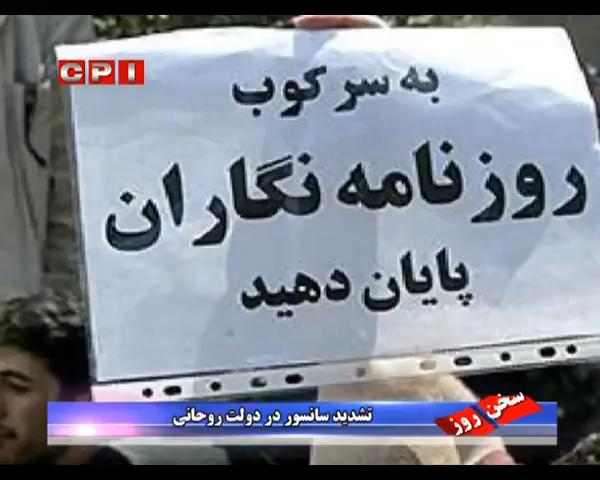 CPI
به سرکوب
روزنامه نگاران
پایان دهید
تشدید سانسور در دولت روحانی
سخن روز